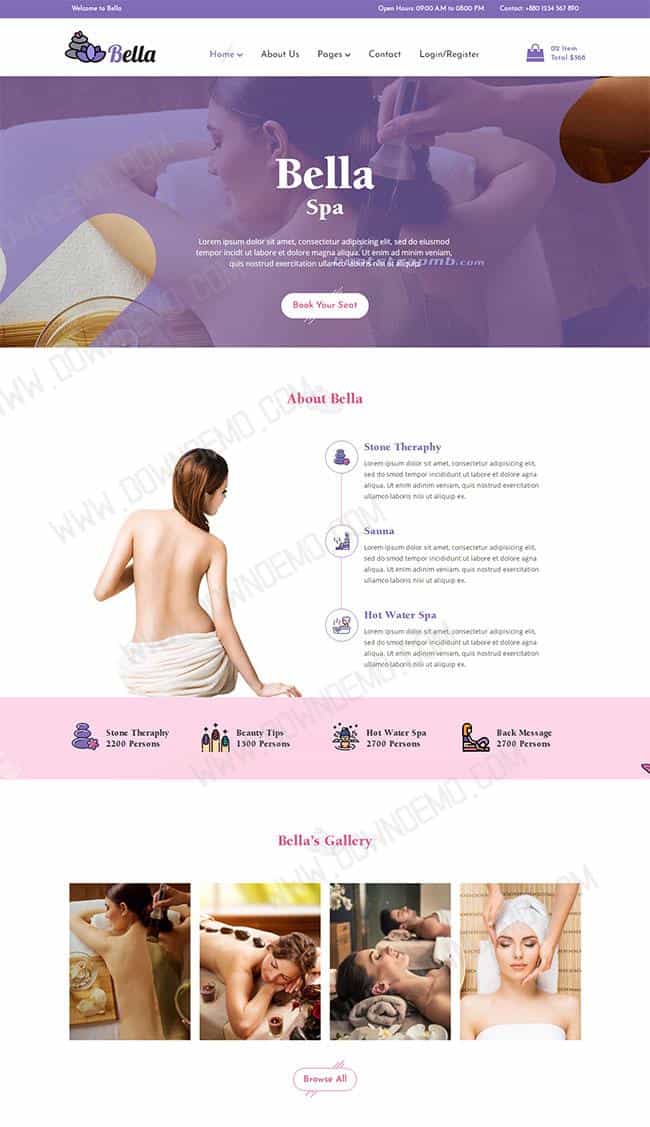 Welcome to Bella
Open Hours: 09:00 A.M to 08:00 PM
Contact: +880 1234 567 890
Bella
Home
About Us
Pages
Contact
Login/Register
02 Item
Total $566
Bella
Spa
Lorem ipsum dolor sit amet, consectetur adipisicing elit, sed do eiusmod
tempor incidt ut labore et dolore magna aliqua. Ut enim ad minim veniam,
quis nostrud exercitation ullamco laboris nisi ut aliquip.
Book Your Seat
WWW.DOWNDEMO.COM
About Bella
Stone Theraphy
Lorem ipsum dolor sit amet, consectetur adipisicing elit,
sed do eiusmod tempor incididunt ut labore et dolore agna
aliqua. Ut enim adinim veniam, quis nostrud exercitation
ullamco laboris nisi ut aliquip ex.
Sauna
Lorem ipsum dolor sit amet, consectetur adipisicing elit,
sed do eiusmod tempor incididunt ut labore et dolore agna
aliqua. Ut enim adinim veniam, quis nostrud exercitation
ullamco laboris nisi ut aliquip ex.
Hot Water Spa
Lorem ipsum dolor sit amet, consectetur adipisicing elit,
sed do eiusmod tempor incididunt ut labore et dolore agna
aliqua. Ut enim adinim veniam, quis nostrud exercitation
ullamco laboris nisi ut aliquip ex.
Stone Theraphy
2200 Persons
Beauty Tips
1500 Persons
Hot Water Spa
2700 Persons
Back Message
2700 Persons
Bella's Gallery
Browse All